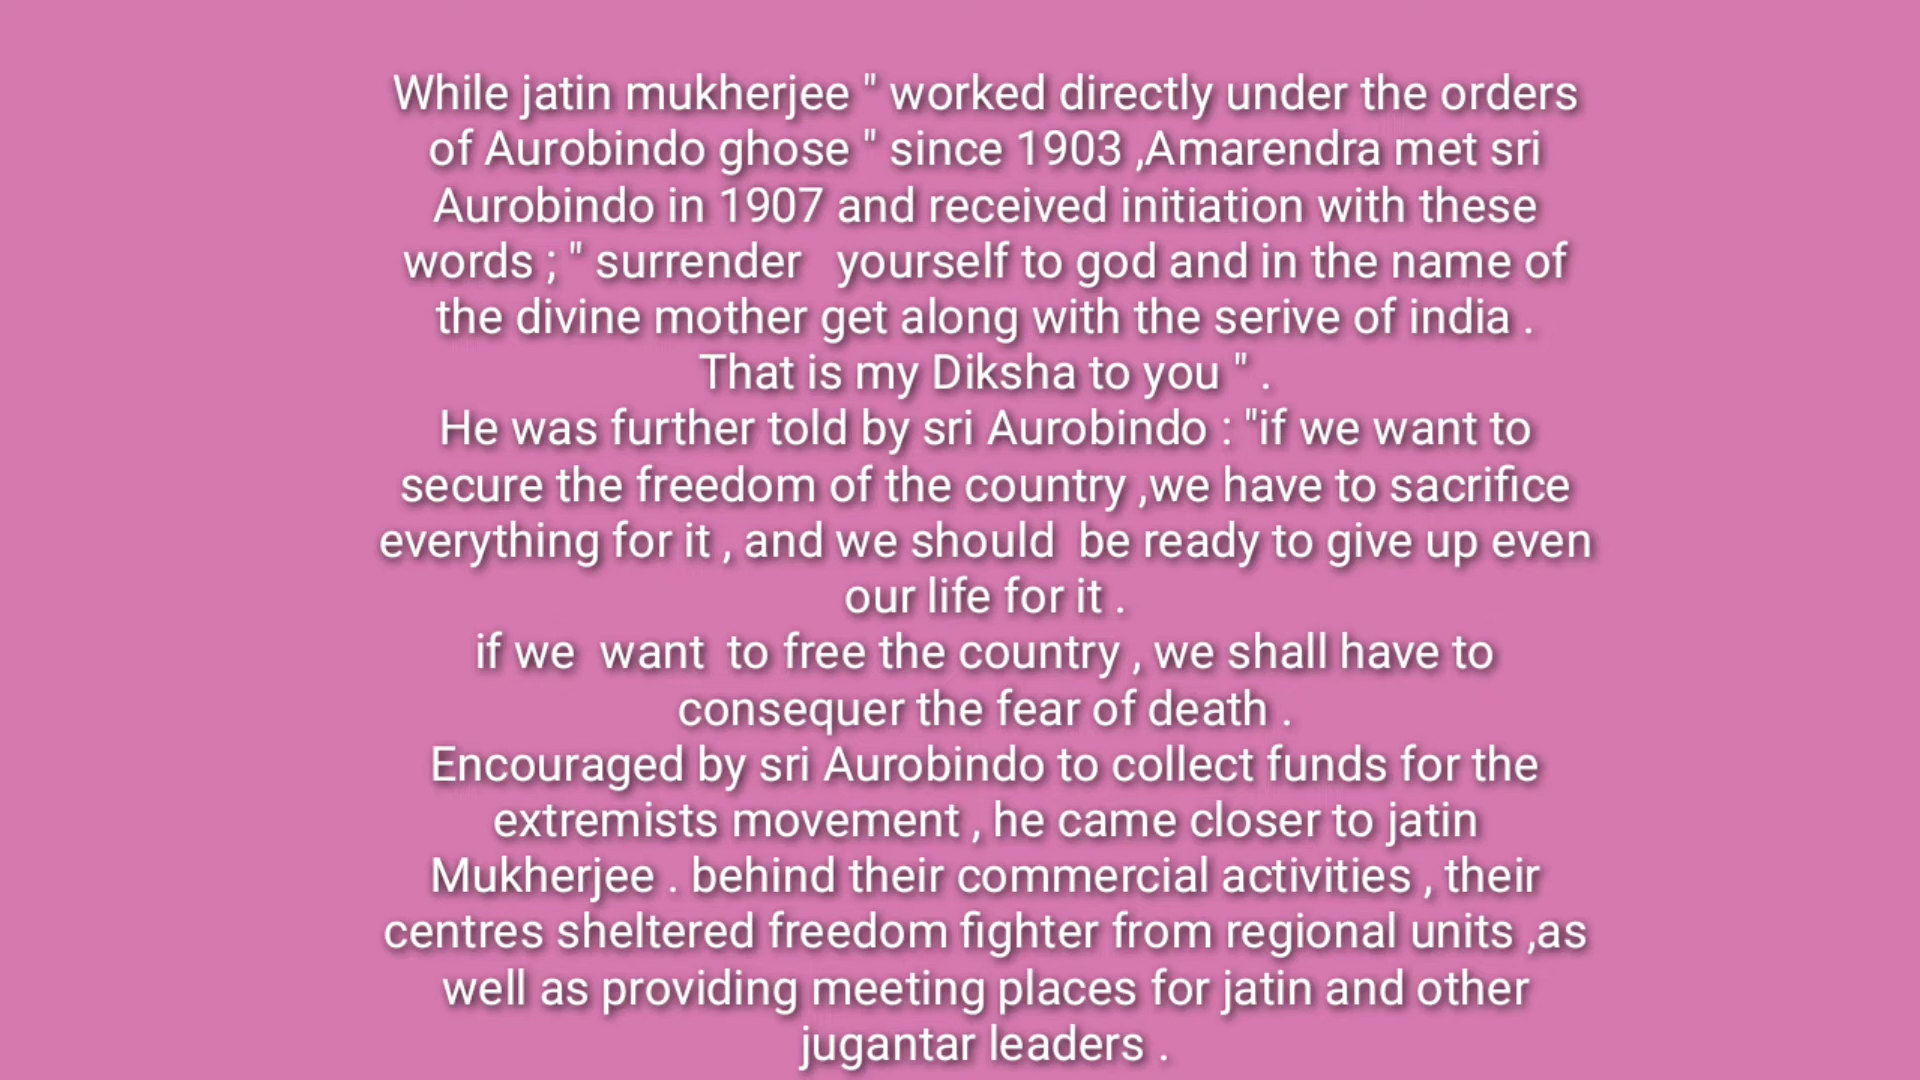 While jatin mukherjee " worked directly under the orders
of Aurobindo ghose " since 1903 ,Amarendra met sri
Aurobindo in 1907 and received initiation with these
words ; " surrender   yourself to god and in the name of
the divine mother get along with the serive of india .
That is my Diksha to you " .
He was further told by sri Aurobindo : "if we want to
secure the freedom of the country ,we have to sacrifice
everything for it , and we should  be ready to give up even
our life for it .
if we  want  to free the country , we shall have to
consequer the fear of death .
Encouraged by sri Aurobindo to collect funds for the
extremists movement , he came closer to jatin
Mukherjee . behind their commercial activities , their
centres sheltered freedom fighter from regional units ,as
well as providing meeting places for jatin and other
jugantar leaders .